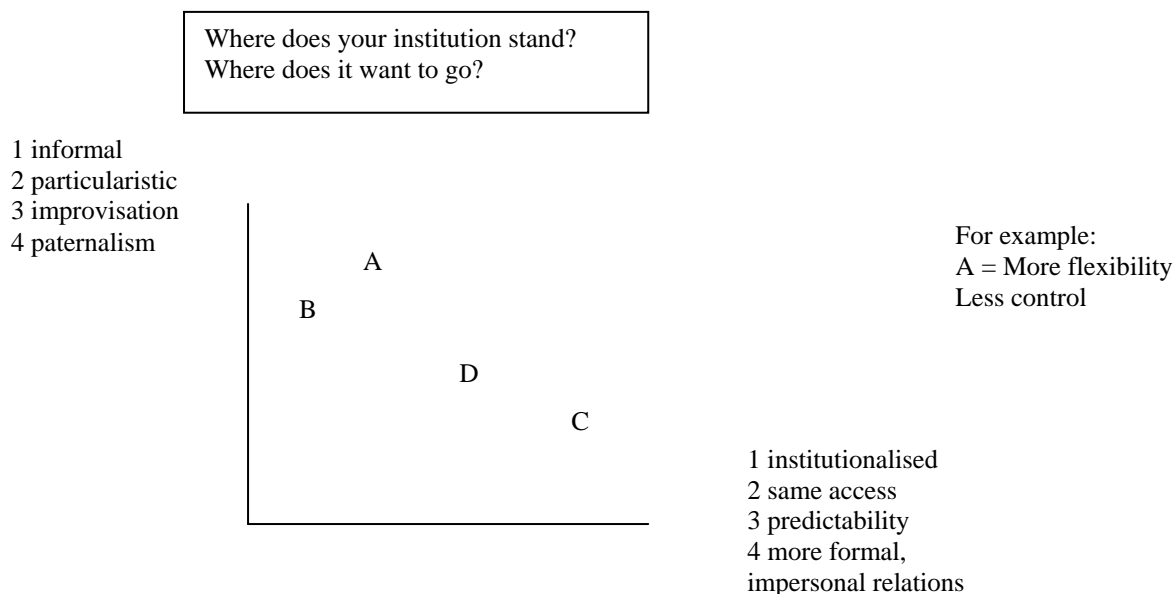 Where does your institution stand?
Where does it want to go?
1 informal
2 particularistic
3 improvisation
4 paternalism
A
B
D
C
For example:
A = More flexibility
Less control
1 institutionalised
2 same access
3 predictability
4 more formal,
impersonal relations